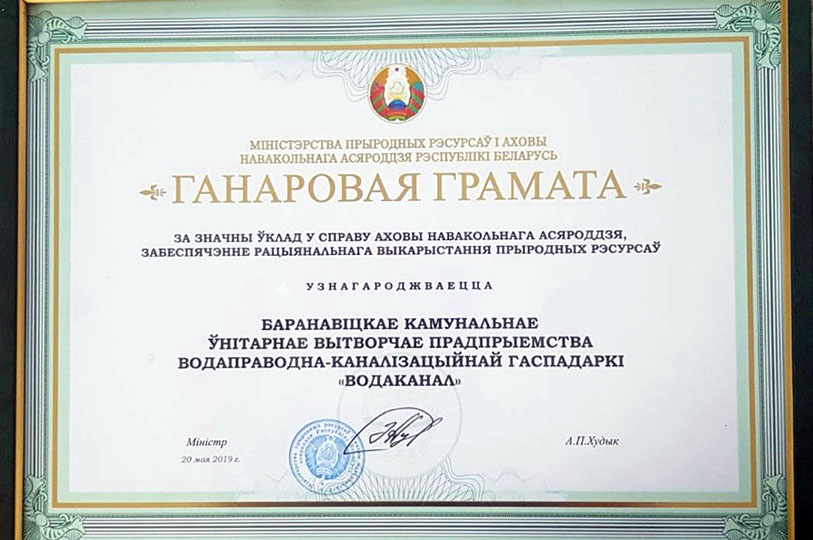 МІНІСТЭРСТВА ПРЫРОДНЫХ РЭСУРСАЎ І АХОВЫ
НАВАКОЛЬНАГА АСЯРОДДЗЯ РЭСПУБЛІКІ БЕЛАРУСЬ
ГАНАРОВАЯ ГРАМАТА
ЗА ЗНАЧНЫ ЎКЛАД У СПРАВУ АХОВЫ НАВАКОЛЬНАГА АСЯРОДДЗЯ,
ЗАБЕСПЯЧЭННЕ РАЦЫЯНАЛЬНАГА ВЫКАРЫСТАННЯ ПРЫРОДНЫХ РЭСУРСАЎ
УЗНАГАРОДЖВАЕЦЦА
БАРАНАВІЦКАЕ КАМУНАЛЬНАЕ
ЎНІТАРНАЕ ВЫТВОРЧАЕ ПРАДПРЫЕМСТВА
ВОДАПРАВОДНА-КАНАЛІЗАЦЫЙНАЙ ГАСПАДАРКІ
«ВОДАКАНАЛ»
Міністр
А.П.Худык
20 мая 2019 г.